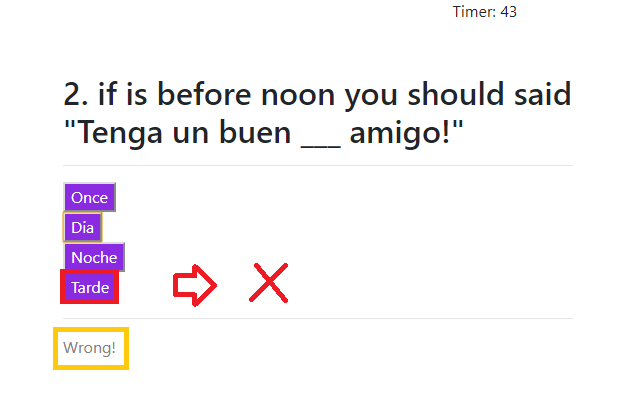 Timer: 43
2. if is before noon you should said
"Tenga un buen ___ amigo!"
Once
Dia
Noche
Tarde
Wrong!